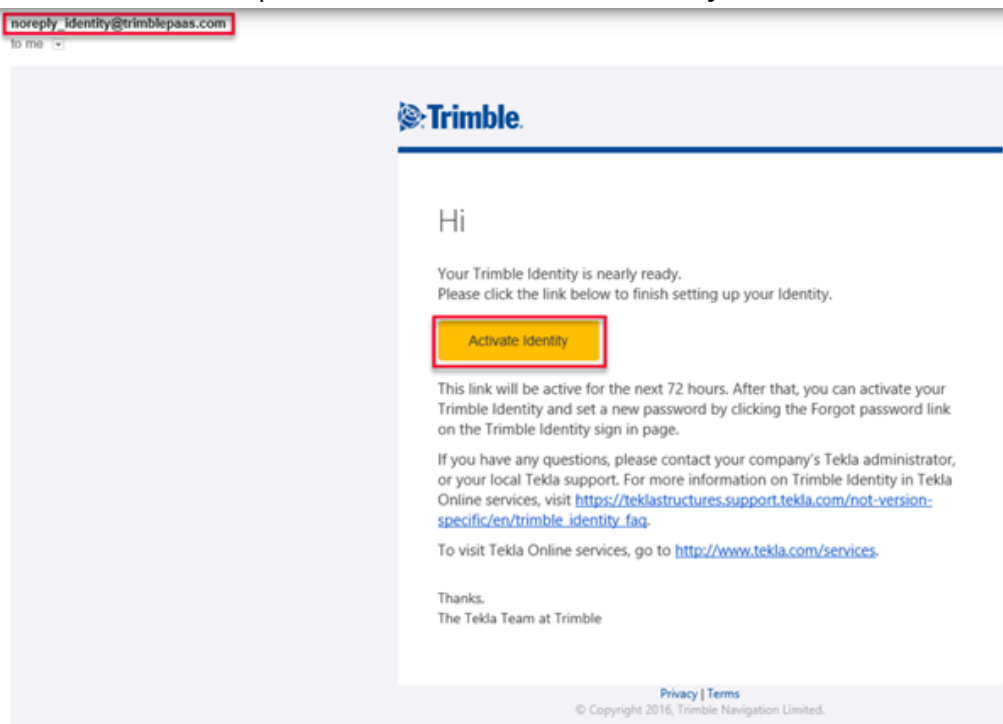 noreply_identity@trimblepaas.com
to me
Trimble.
Hi
Your Trimble Identity is nearly ready.
Please click the link below to finish setting up your Identity.
Activate Identity
This link will be active for the next 72 hours. After that, you can activate your
Trimble Identity and set a new password by clicking the Forgot password link
on the Trimble Identity sign in page.
If you have any questions, please contact your company's Tekla administrator,
or your local Tekla support. For more information on Trimble Identity in Tekla
Online services, visit https://teklastructures.support.tekla.com/not-version-
specific/en/trimble_identity_faq.
To visit Tekla Online services, go to http://www.tekla.com/services.
Thanks,
The Tekla Team at Trimble
Privacy | Terms
© Copyright 2016, Trimble Navigation Limited.